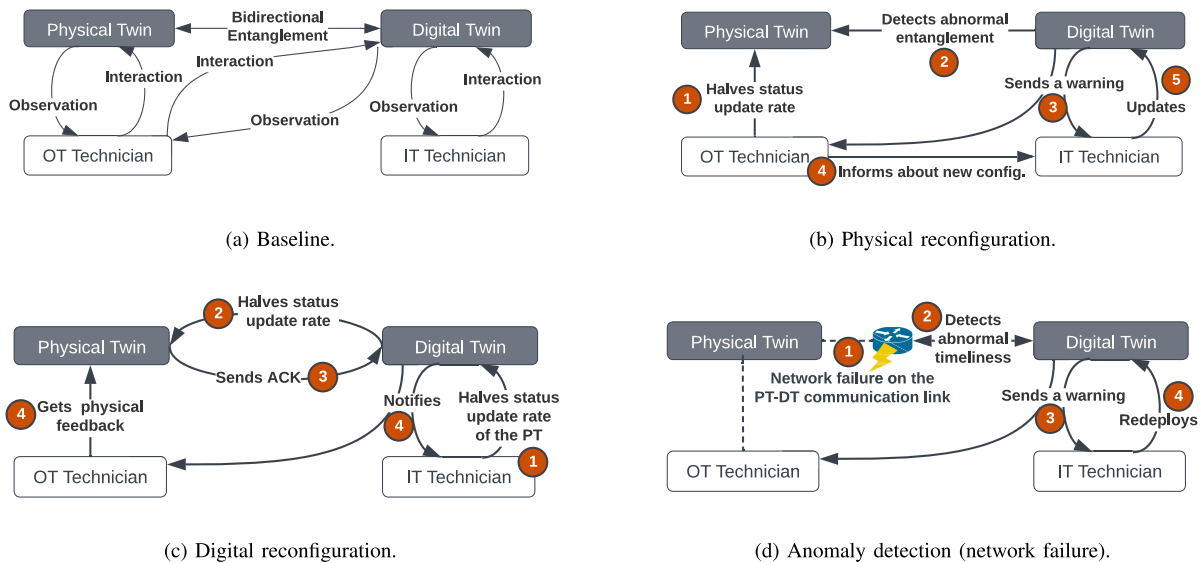 Physical Twin
Bidirectional
Entanglement
Digital Twin
Interaction
Interaction
Interaction
Observation
Observation
Observation
OT Technician
IT Technician
(a) Baseline.
Physical Twin
Detects abnormal
entanglement
2
Digital Twin
1
Halves status
update rate
Sends a warning
3
5
Updates
OT Technician
IT Technician
4
Informs about new config.
(b) Physical reconfiguration.
2
Halves status
update rate
Physical Twin
Digital Twin
Sends ACK
3
4
Gets physical
feedback
Notifies
4
Halves status
update rate
of the PT
1
OT Technician
IT Technician
(c) Digital reconfiguration.
Physical Twin
1
2
Detects
abnormal
timeliness
Digital Twin
Network failure on the
PT-DT communication link
Sends a warning
3
4
Redeploys
OT Technician
IT Technician
(d) Anomaly detection (network failure).